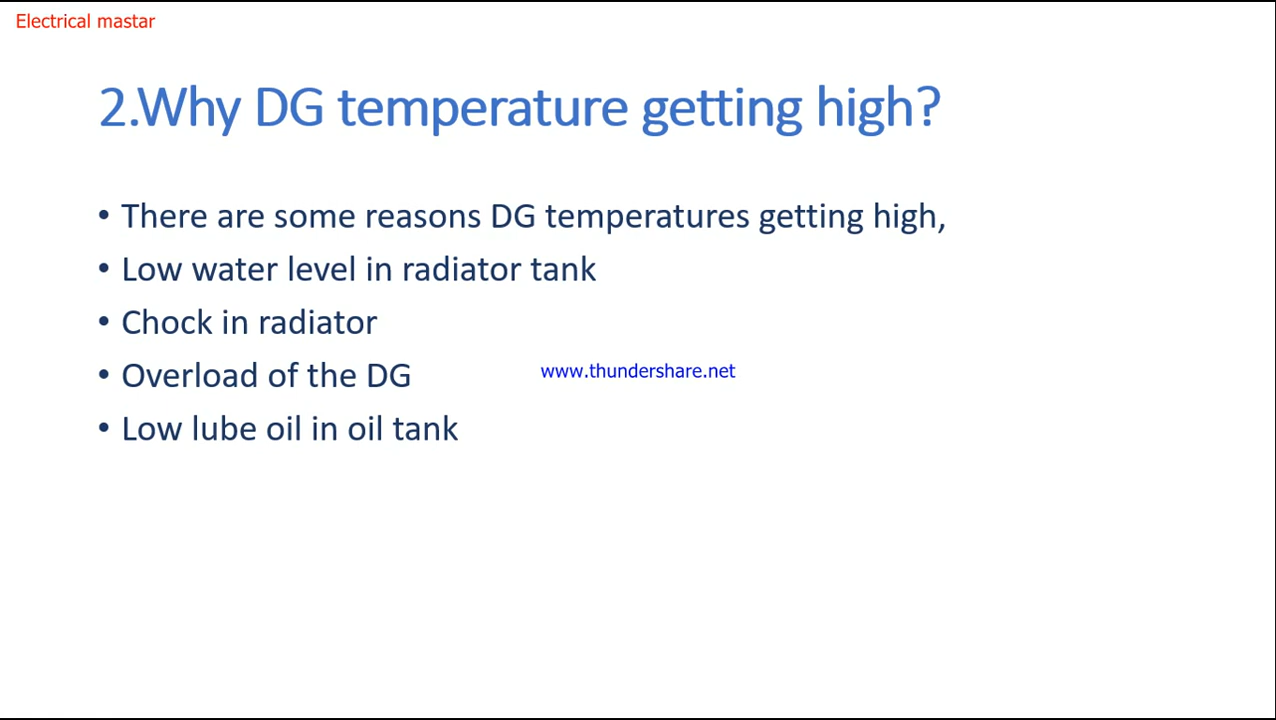 Electrical mastar
2.Why DG temperature getting high?
• There are some reasons DG temperatures getting high,
• Low water level in radiator tank
• Chock in radiator
• Overload of the DG
www.thundershare.net
• Low lube oil in oil tank